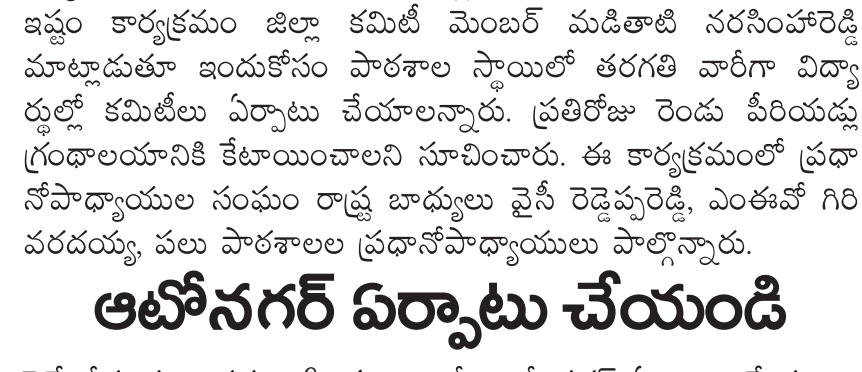 ఇష్టం కార్యక్రమం జిల్లా కమిటీ మెంబర్ మడితాటి నరసింహారెడ్డి
మాట్లాడుతూ ఇందుకోసం పాఠశాల స్థాయిలో తరగతి వారీగా విద్యా
ర్థుల్లో కమిటీలు ఏర్పాటు చేయాలన్నారు. ప్రతిరోజు రెండు పీరియడ్లు
గ్రంథాలయానికి కేటాయించాలని సూచించారు. ఈ కార్యక్రమంలో ప్రధా
నోపాధ్యాయుల సంఘం రాష్ట్ర బాధ్యులు వైసీ రెడ్డెప్పరెడ్డి, ఎంఈవో గిరి
వరదయ్య, పలు పాఠశాలల ప్రధానోపాధ్యాయులు పాల్గొన్నారు.
ఆటోనగర్ ఏర్పాటు చేయండి